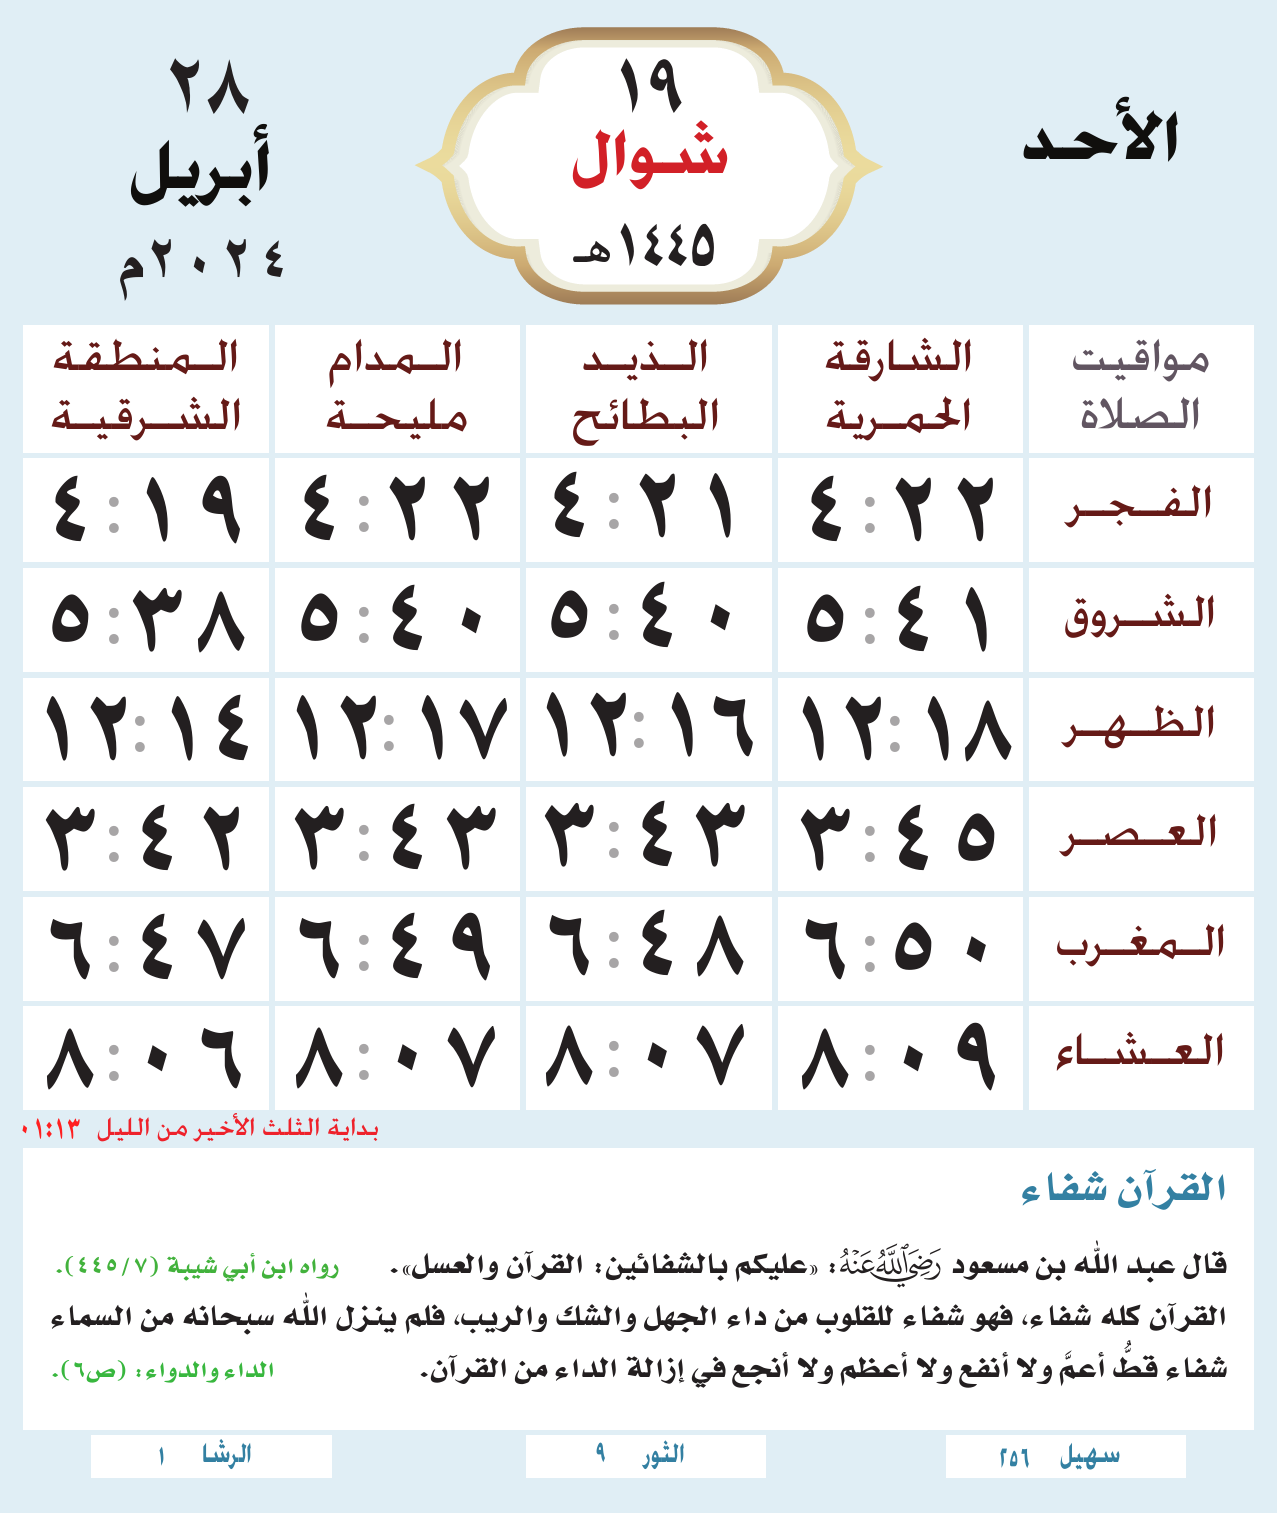 الأحد
١٩
شوال
١٤٤٥هـ
٢٨
أبريل
٢٠٢٤م
مواقيت الصلاة | الشارقة الحمرية | الذيد البطائح | المدام مليحة | المنطقة الشرقية
الفجر ٤:٢٢ ٤:٢١ ٤:٢٢ ٤:١٩
الشروق ٥:٤١ ٥:٤٠ ٥:٤٠ ٥:٣٨
الظهر ١٢:١٨ ١٢:١٦ ١٢:١٧ ١٢:١٤
العصر ٣:٤٥ ٣:٤٣ ٣:٤٣ ٣:٤٢
المغرب ٦:٥٠ ٦:٤٨ ٦:٤٩ ٦:٤٧
العشاء ٨:٠٩ ٨:٠٧ ٨:٠٧ ٨:٠٦
بداية الثلث الأخير من الليل ٠١:١٣
القرآن شفاء
قال عبد الله بن مسعود رَضِيَ اللَّهُ عَنْهُ: «عليكم بالشفائين: القرآن والعسل». رواه ابن أبي شيبة (٤٤٥/٧).
القرآن كله شفاء، فهو شفاء للقلوب من داء الجهل والشك والريب، فلم ينزل الله سبحانه من السماء
شفاء قطُّ أعمَّ ولا أنفع ولا أعظم ولا أنجع في إزالة الداء من القرآن. الداء والدواء: (ص٦).
سهيل ٢٥٦ الثور ٩ الرشا ١